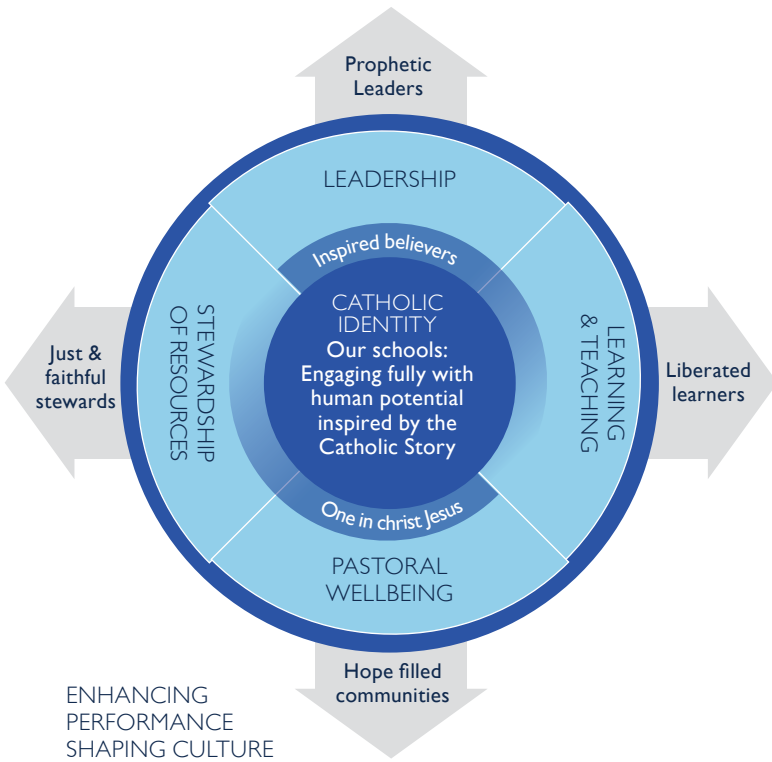 Prophetic
Leaders
LEADERSHIP
Inspired believers
STEWARDSHIP
OF RESOURCES
CATHOLIC
IDENTITY
Our schools:
Engaging fully with
human potential
inspired by the
Catholic Story
LEARNING
& TEACHING
Just &
faithful
stewards
Liberated
learners
One in christ Jesus
PASTORAL
WELLBEING
Hope filled
communities
ENHANCING
PERFORMANCE
SHAPING CULTURE